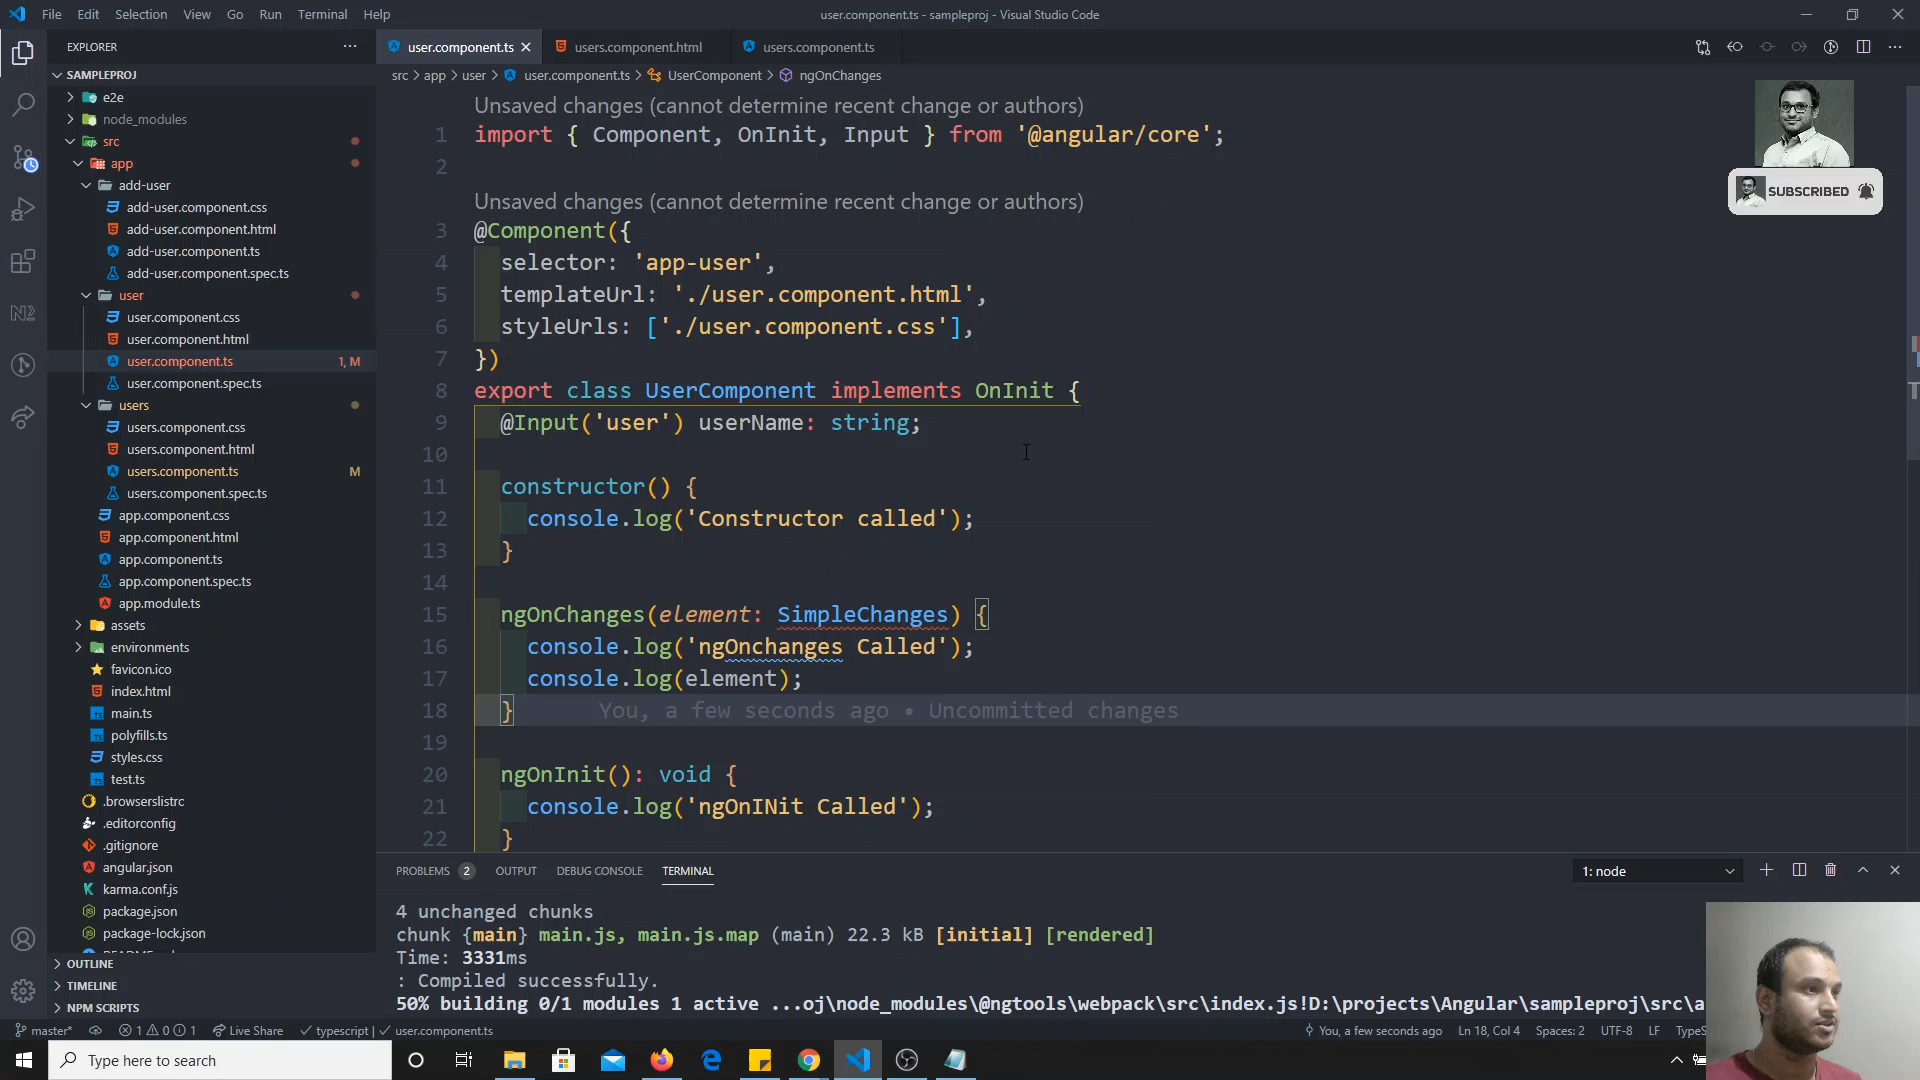 File Edit Selection View Go Run Terminal Help
user.component.ts - sampleproj - Visual Studio Code
EXPLORER
user.component.ts
users.component.html
users.component.ts
SAMPLEPROJ
src > app > user > user.component.ts > UserComponent > ngOnChanges
e2e
node_modules
src
app
add-user
add-user.component.css
add-user.component.html
add-user.component.ts
add-user.component.spec.ts
user
user.component.css
user.component.html
user.component.ts 1, M
user.component.spec.ts
users
users.component.css
users.component.html
users.component.ts M
users.component.spec.ts
app.component.css
app.component.html
app.component.ts
app.component.spec.ts
app.module.ts
assets
environments
favicon.ico
index.html
main.ts
polyfills.ts
styles.css
test.ts
.browserslistrc
.editorconfig
.gitignore
angular.json
karma.conf.js
package.json
package-lock.json
OUTLINE
TIMELINE
NPM SCRIPTS
Unsaved changes (cannot determine recent change or authors)
1 import { Component, OnInit, Input } from '@angular/core';
2
Unsaved changes (cannot determine recent change or authors)
3 @Component({
4 selector: 'app-user',
5 templateUrl: './user.component.html',
6 styleUrls: ['./user.component.css'],
7 })
8 export class UserComponent implements OnInit {
9 @Input('user') userName: string;
10
11 constructor() {
12 console.log('Constructor called');
13 }
14
15 ngOnChanges(element: SimpleChanges) {
16 console.log('ngOnchanges Called');
17 console.log(element);
18 } You, a few seconds ago • Uncommitted changes
19
20 ngOnInit(): void {
21 console.log('ngOnINit Called');
22 }
SUBSCRIBED
PROBLEMS 2 OUTPUT DEBUG CONSOLE TERMINAL
1: node
4 unchanged chunks
chunk {main} main.js, main.js.map (main) 22.3 kB [initial] [rendered]
Time: 3331ms
: Compiled successfully.
50% building 0/1 modules 1 active ...oj\node_modules\@ngtools\webpack\src\index.js!D:\projects\Angular\sampleproj\src\a
master* 1 0 1 Live Share typescript | user.component.ts
You, a few seconds ago Ln 18, Col 4 Spaces: 2 UTF-8 LF TypeS
Type here to search